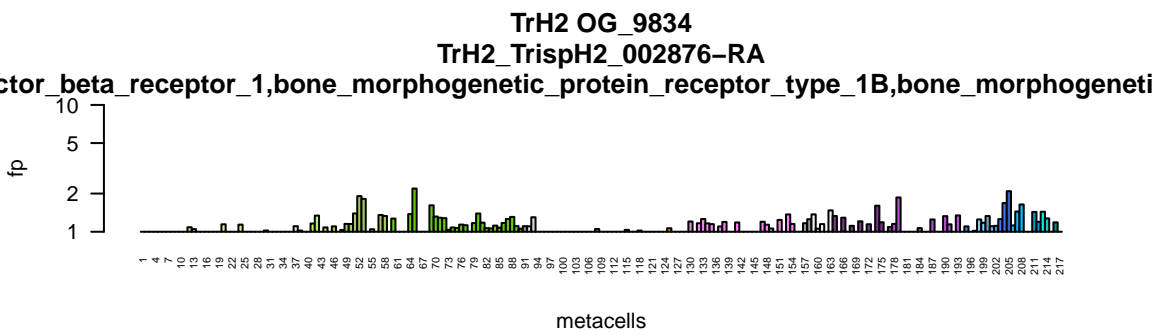 TrH2 OG_9834
TrH2_TrispH2_002876−RA
ctor_beta_receptor_1,bone_morphogenetic_protein_receptor_type_1B,bone_morphogeneti
10
5
2
1
fp
1 4 7 10 13 16 19 22 25 28 31 34 37 40 43 46 49 52 55 58 61 64 67 70 73 76 79 82 85 88 91 94 97 100 103 106 109 112 115 118 121 124 127 130 133 136 139 142 145 148 151 154 157 160 163 166 169 172 175 178 181 184 187 190 193 196 199 202 205 208 211 214 217
metacells